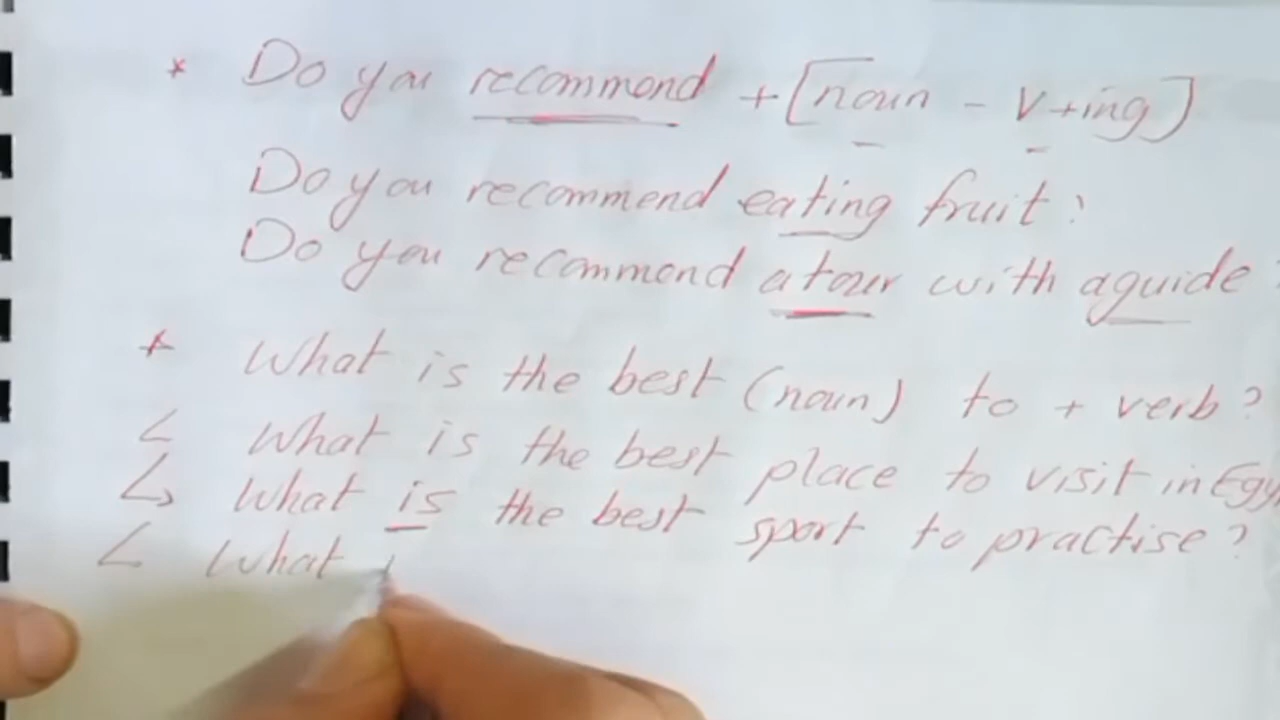 * Do you recommend + [noun - V+ing]
Do you recommend eating fruit?
Do you recommend a tour with a guide?
+ What is the best (noun) to + verb?
< What is the best place to visit in Egy
↳ What is the best sport to practise?
< What i